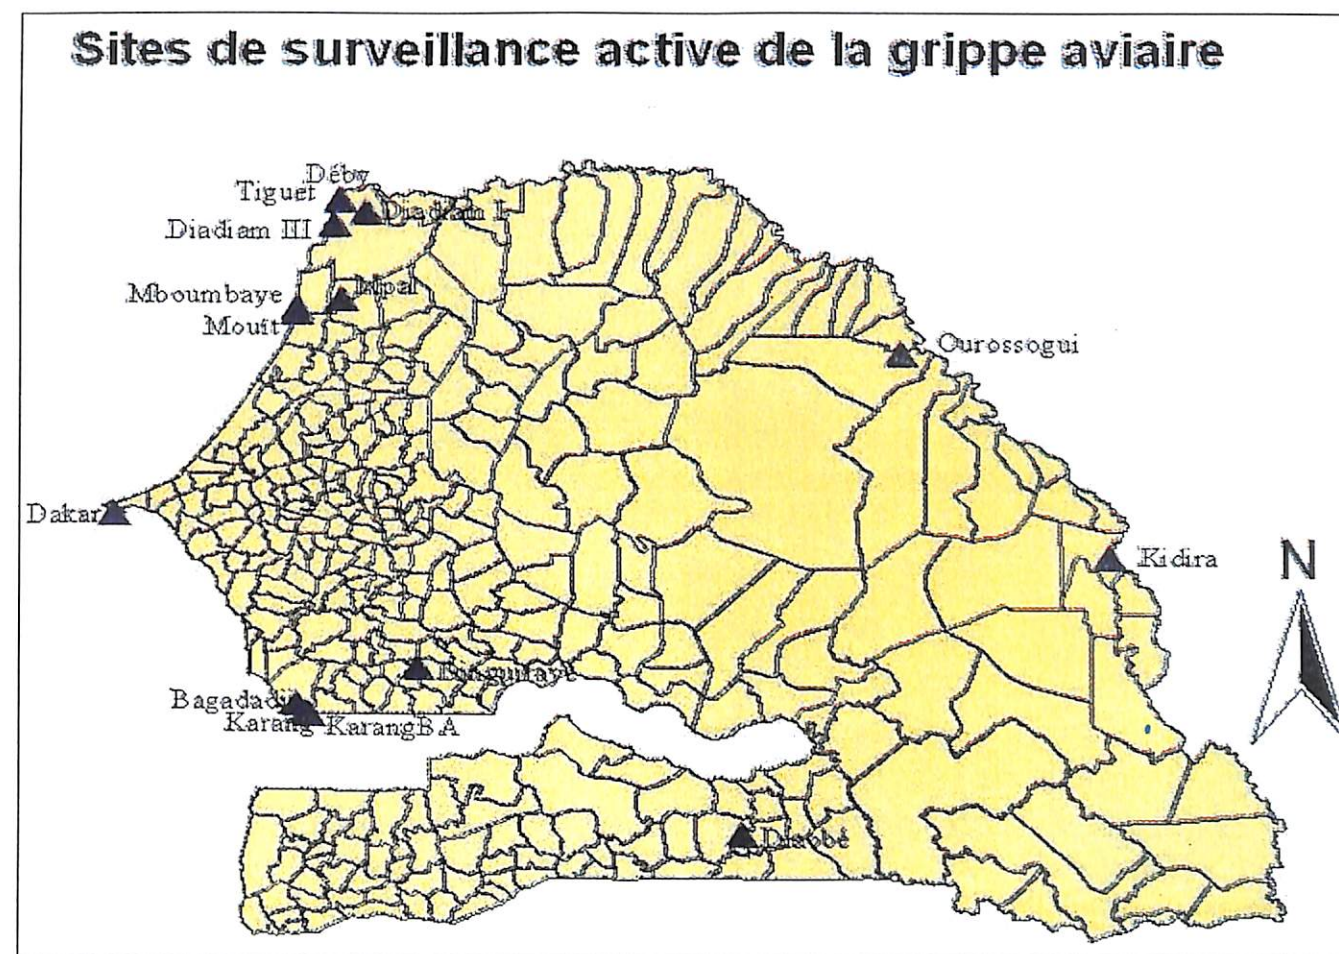 Sites de surveillance active de la grippe aviaire
Déby
Tiguet
Diadiam I
Diadiam III
Mboumbaye
Mouit
Ourossogui
Dakar
Kidira
N
Bagadadji
Karang
KarangBA